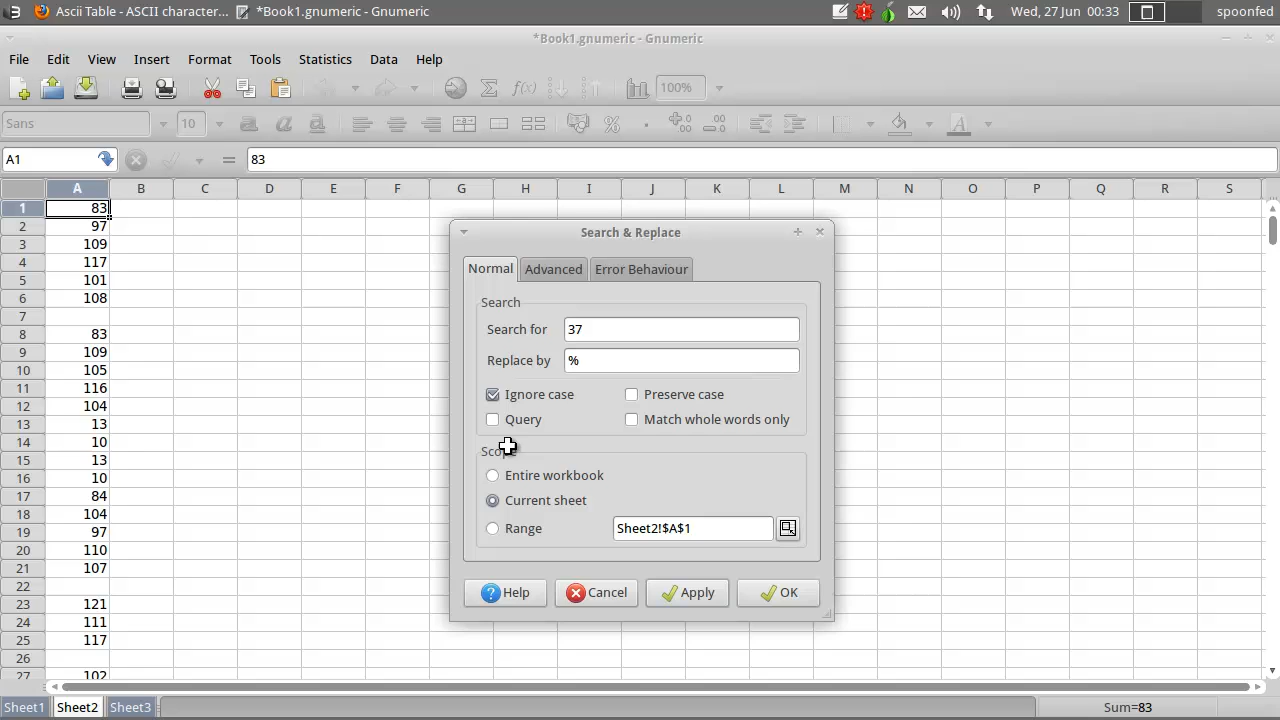 Ascii Table - ASCII character... *Book1.gnumeric - Gnumeric Wed, 27 Jun 00:33 spoonfed
*Book1.gnumeric - Gnumeric
File Edit View Insert Format Tools Statistics Data Help
100%
Sans 10
A1 = 83
A B C D E F G H I J K L M N O P Q R S
1 83
2 97
3 109
4 117
5 101
6 108
7
8 83
9 109
10 105
11 116
12 104
13 13
14 10
15 13
16 10
17 84
18 104
19 97
20 110
21 107
22
23 121
24 111
25 117
26
27 102
Search & Replace
Normal Advanced Error Behaviour
Search
Search for 37
Replace by %
Ignore case Preserve case
Query Match whole words only
Scope
Entire workbook
Current sheet
Range Sheet2!$A$1
Help Cancel Apply OK
Sheet1 Sheet2 Sheet3 Sum=83